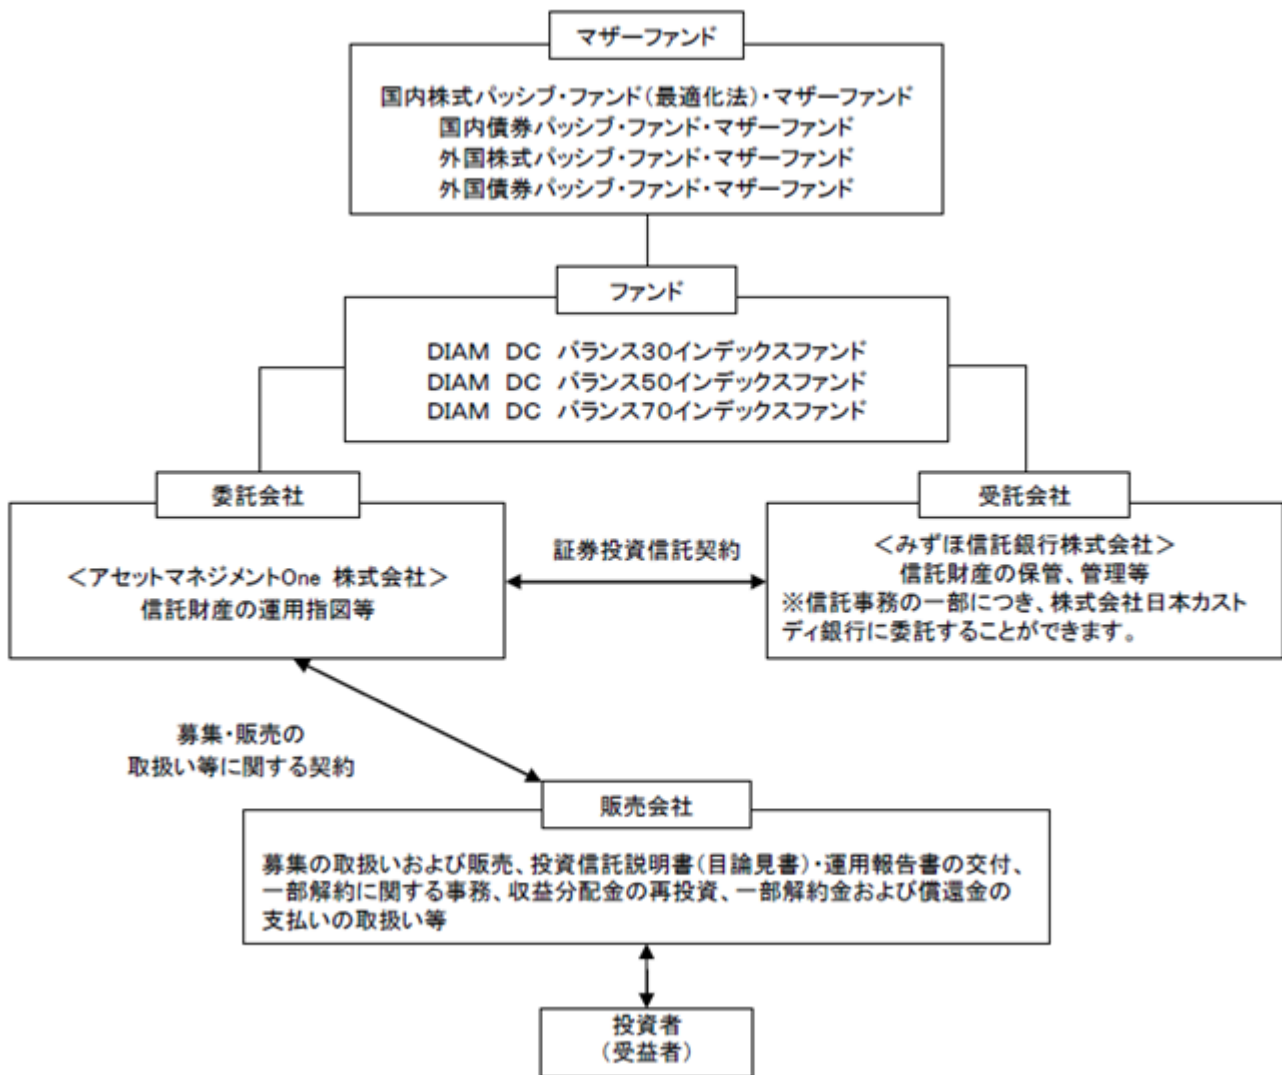 マザーファンド
国内株式パッシブ・ファンド(最適化法)・マザーファンド
国内債券パッシブ・ファンド・マザーファンド
外国株式パッシブ・ファンド・マザーファンド
外国債券パッシブ・ファンド・マザーファンド
ファンド
DIAM DC バランス30インデックスファンド
DIAM DC バランス50インデックスファンド
DIAM DC バランス70インデックスファンド
委託会社
<アセットマネジメントOne 株式会社>
信託財産の運用指図等
証券投資信託契約
受託会社
<みずほ信託銀行株式会社>
信託財産の保管、管理等
※信託事務の一部につき、株式会社日本カスト
ディ銀行に委託することができます。
募集・販売の
取扱い等に関する契約
販売会社
募集の取扱いおよび販売、投資信託説明書(目論見書)・運用報告書の交付、
一部解約に関する事務、収益分配金の再投資、一部解約金および償還金の
支払いの取扱い等
投資者
(受益者)